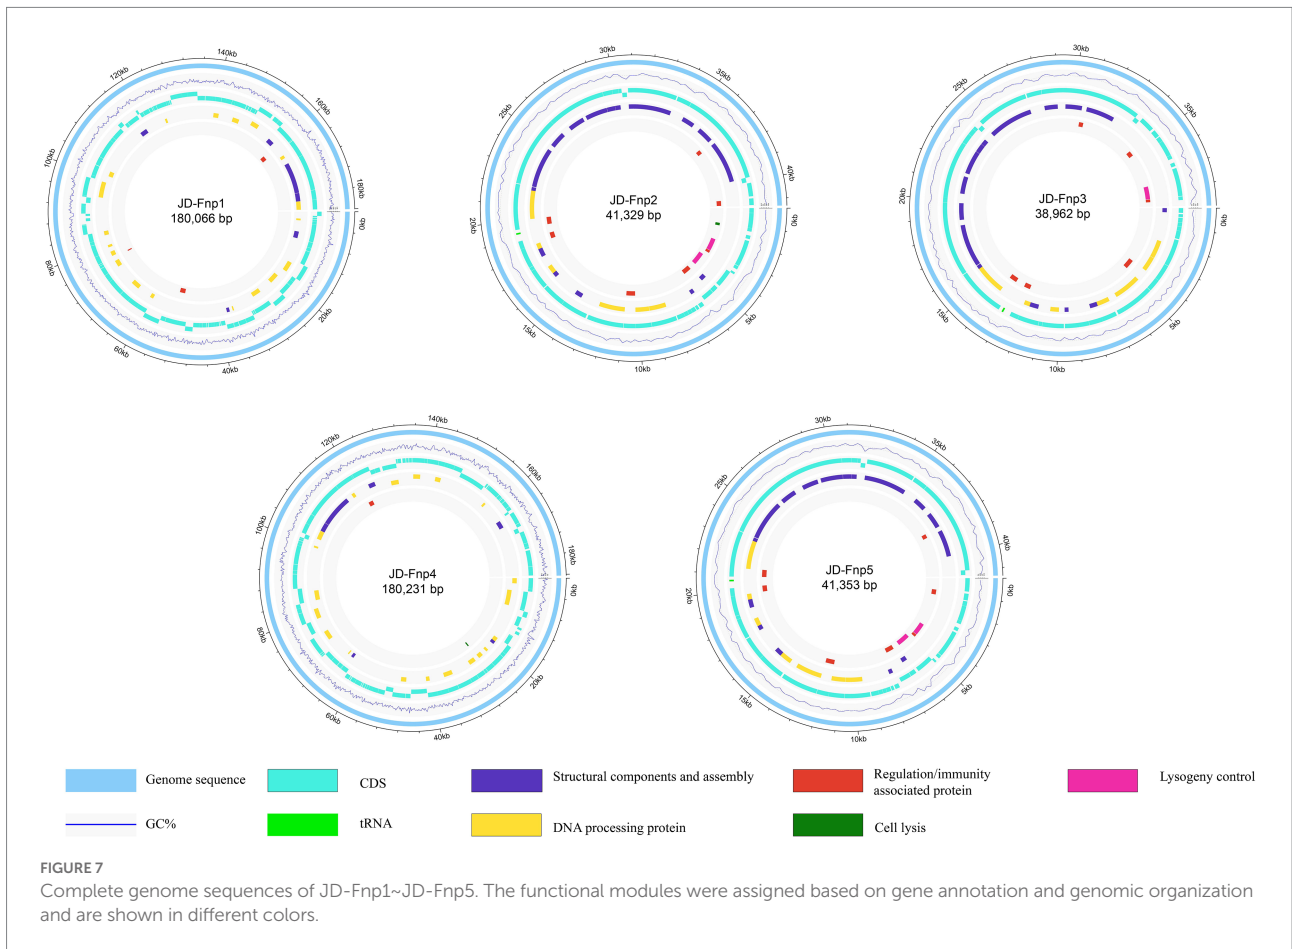 140kb
120kb
160kb
100kb
180kb
0kb
80kb
20kb
60kb
40kb
JD-Fnp1
180,066 bp
30kb
35kb
25kb
40kb
0kb
20kb
5kb
15kb
10kb
JD-Fnp2
41,329 bp
30kb
25kb
35kb
20kb
0kb
15kb
5kb
10kb
JD-Fnp3
38,962 bp
140kb
120kb
160kb
100kb
180kb
0kb
80kb
20kb
60kb
40kb
JD-Fnp4
180,231 bp
30kb
35kb
25kb
40kb
0kb
20kb
5kb
15kb
10kb
JD-Fnp5
41,353 bp
Genome sequence
CDS
Structural components and assembly
Regulation/immunity
associated protein
Lysogeny control
GC%
tRNA
DNA processing protein
Cell lysis
FIGURE 7
Complete genome sequences of JD-Fnp1~JD-Fnp5. The functional modules were assigned based on gene annotation and genomic organization
and are shown in different colors.